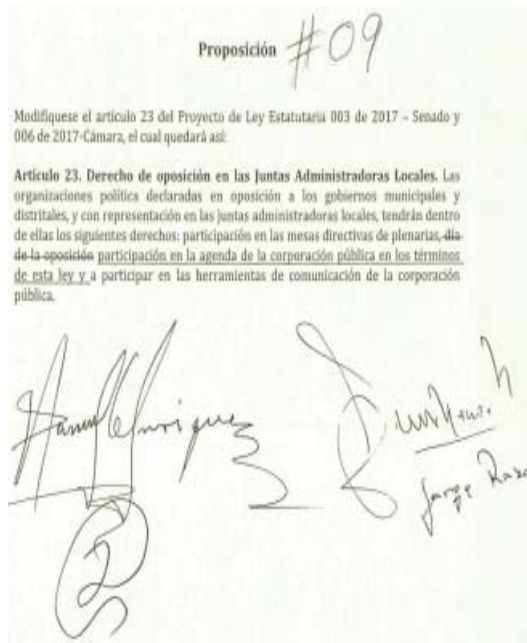 Proposición #09
Modifíquese el artículo 23 del Proyecto de Ley Estatutaria 003 de 2017 – Senado y
006 de 2017-Cámara, el cual quedará así:
Artículo 23. Derecho de oposición en las Juntas Administradoras Locales. Las
organizaciones política declaradas en oposición a los gobiernos municipales y
distritales, y con representación en las juntas administradoras locales, tendrán dentro
de ellas los siguientes derechos: participación en las mesas directivas de plenarias, día
de la oposición participación en la agenda de la corporación pública en los términos
de esta ley y a participar en las herramientas de comunicación de la corporación
pública.
Enríquez
Jorge